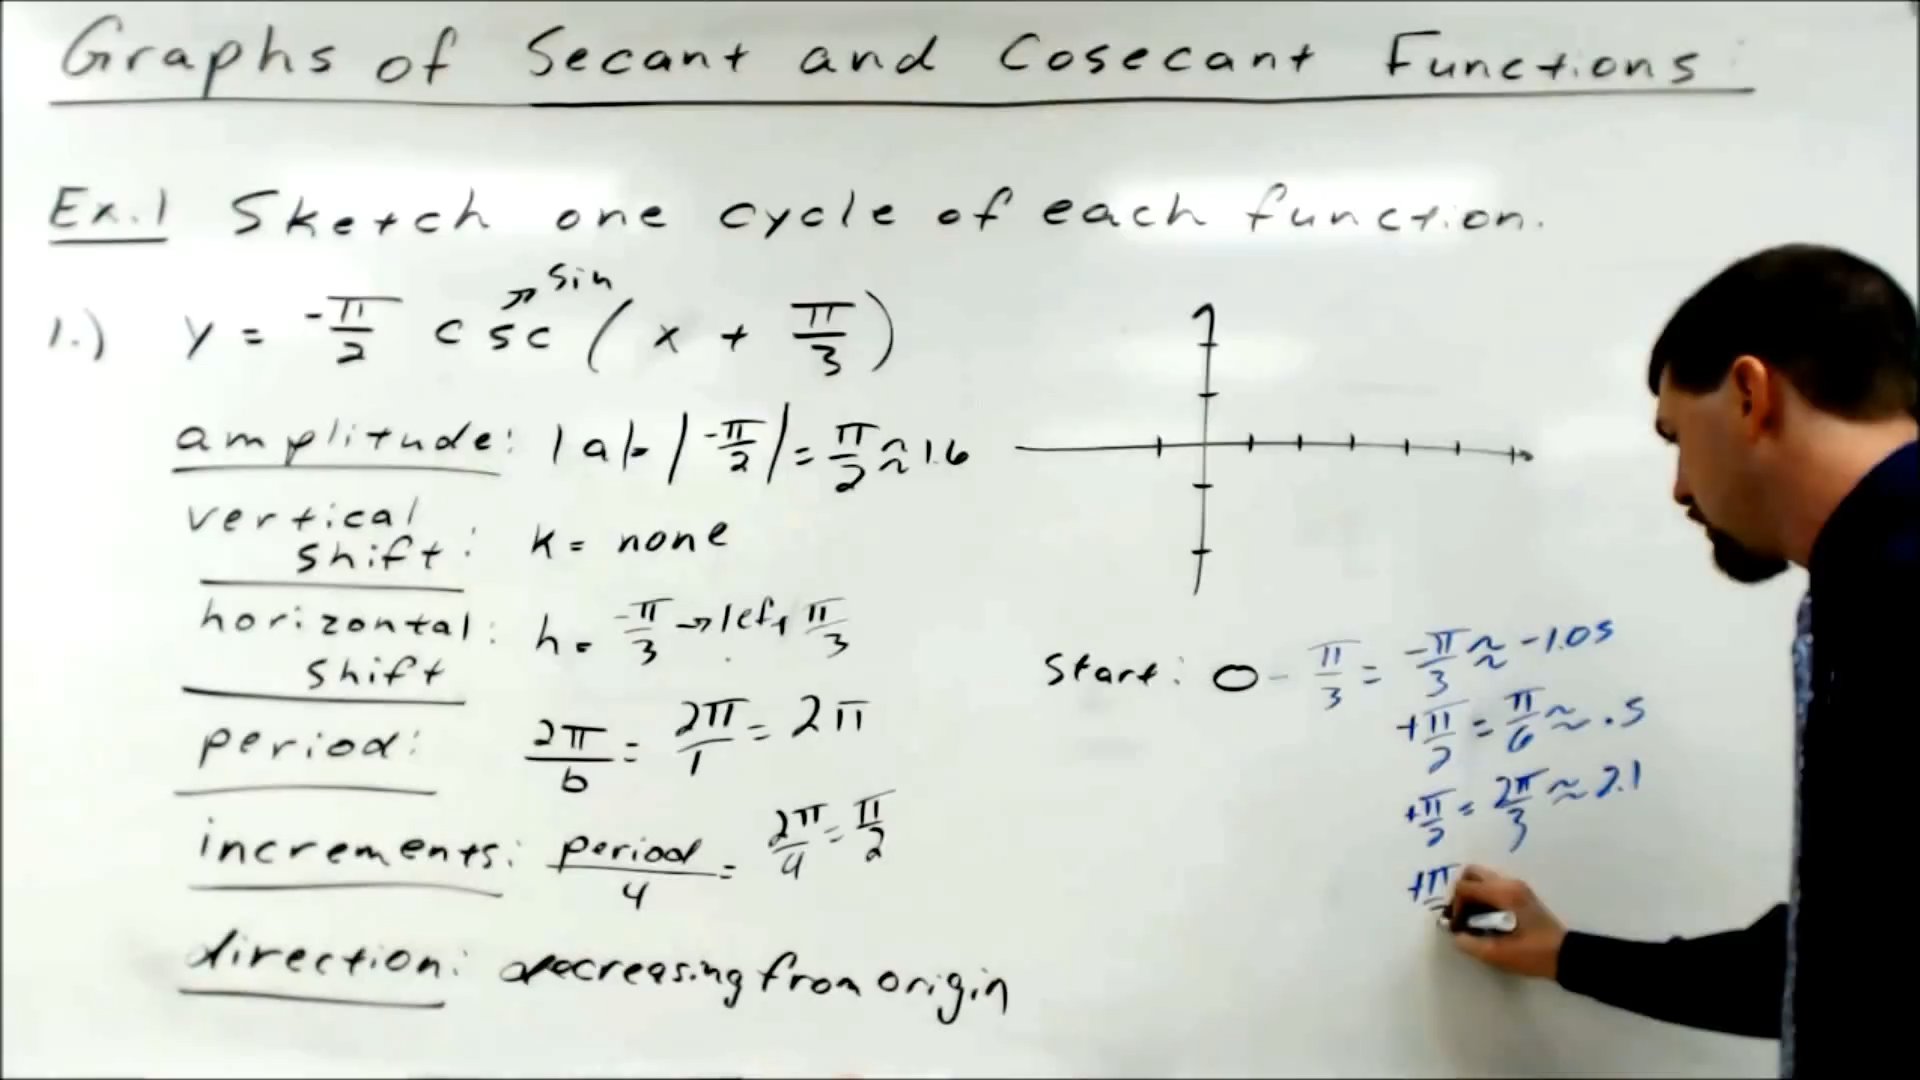 Graphs of Secant and Cosecant Functions
Ex.1 Sketch one cycle of each function.
sin
1.) y = -π/2 csc (x + π/3)
amplitude: |a|= |-π/2| = π/2 ≈ 1.6
vertical shift: k = none
horizontal shift: h = -π/3 → left π/3
period: 2π/b = 2π/1 = 2π
increments: period/4 = 2π/4 = π/2
direction: decreasing from origin
Start: 0 - π/3 = -π/3 ≈ -1.05
+π/2 = π/6 ≈ .5
+π/2 = 2π/3 ≈ 2.1
+π